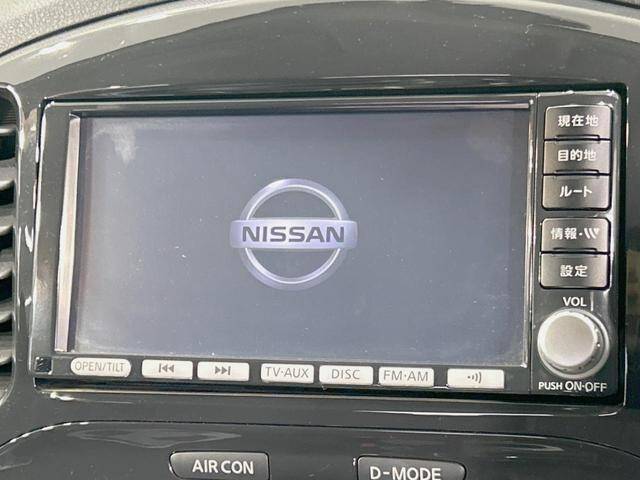 現在地
目的地
ルート
NISSAN
情報・VV
設定
VOL
PUSH ON・OFF
OPEN/TILT
TV・AUX
DISC
FM・AM
AIR CON
D-MODE